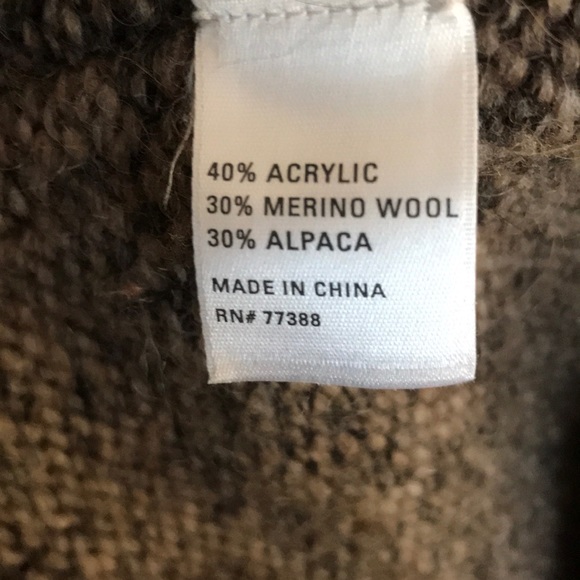 40% ACRYLIC
30% MERINO WOOL
30% ALPACA
MADE IN CHINA
RN# 77388